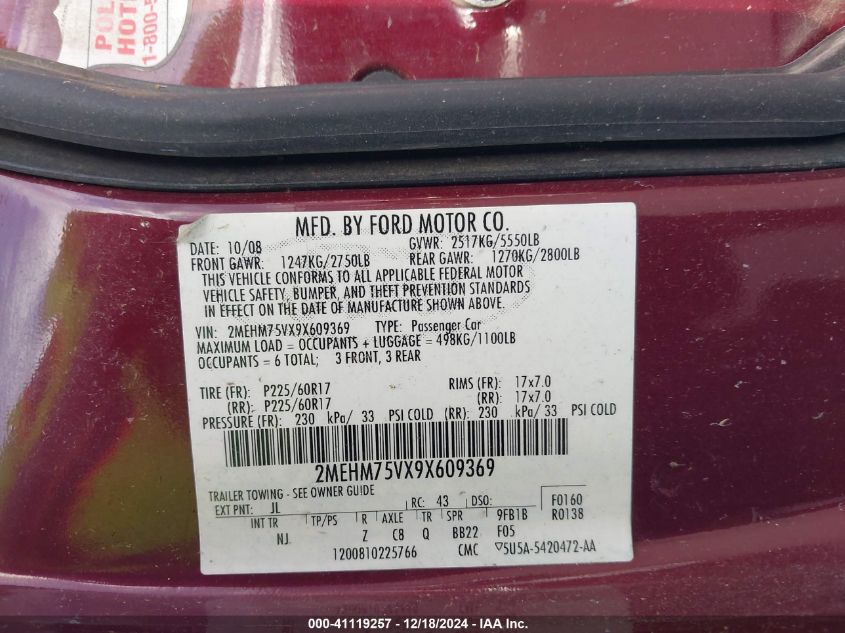 POL
HOT
1-800-5
MFD. BY FORD MOTOR CO.
DATE: 10/08 GVWR: 2517KG/5550LB
FRONT GAWR: 1247KG/2750LB REAR GAWR: 1270KG/2800LB
THIS VEHICLE CONFORMS TO ALL APPLICABLE FEDERAL MOTOR
VEHICLE SAFETY, BUMPER, AND THEFT PREVENTION STANDARDS
IN EFFECT ON THE DATE OF MANUFACTURE SHOWN ABOVE.
VIN: 2MEHM75VX9X609369 TYPE: Passenger Car
MAXIMUM LOAD = OCCUPANTS + LUGGAGE = 498KG/1100LB
OCCUPANTS = 6 TOTAL; 3 FRONT, 3 REAR
TIRE (FR): P225/60R17 RIMS (FR): 17x7.0
(RR): P225/60R17 (RR): 17x7.0
PRESSURE (FR): 230 kPa/ 33 PSI COLD (RR): 230 kPa/ 33 PSI COLD
2MEHM75VX9X609369
TRAILER TOWING - SEE OWNER GUIDE
EXT PNT: JL RC: 43 DSO: F0160
INT TR TP/PS R AXLE TR SPR 9FB1B R0138
NJ Z C8 Q BB22 F05
1200810225766 CMC ▽5U5A-5420472-AA
000-41119257 - 12/18/2024 - IAA Inc.